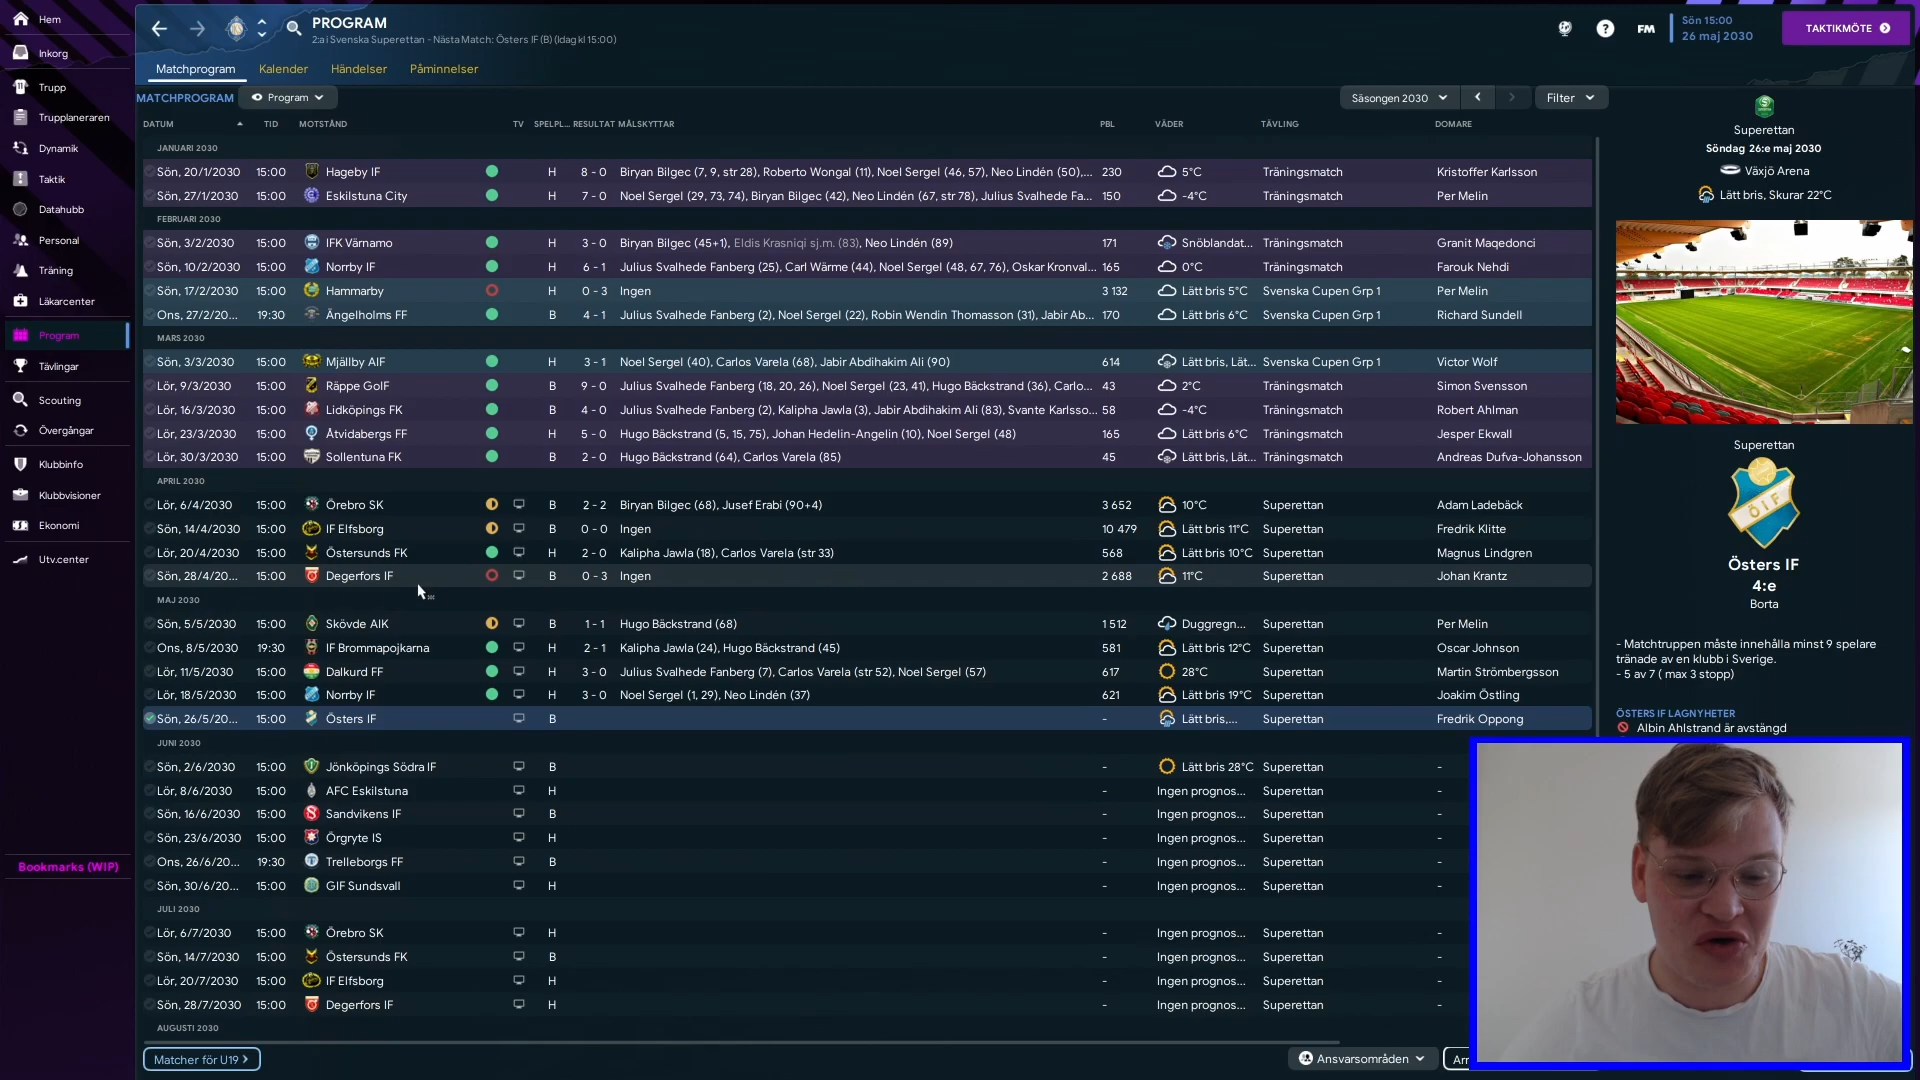 Hem
Inkorg
Trupp
Trupplaneraren
Dynamik
Taktik
Datahubb
Personal
Träning
Läkarcenter
Program
Tävlingar
Scouting
Övergångar
Klubbinfo
Klubbvisioner
Ekonomi
Utv.center
Bookmarks (WIP)
PROGRAM
2:a i Svenska Superettan - Nästa Match: Östers IF (B) (Idag kl 15:00)
FM
Sön 15:00
26 maj 2030
TAKTIKMÖTE
Matchprogram Kalender Händelser Påminnelser
MATCHPROGRAM Program Säsongen 2030 Filter
DATUM TID MOTSTÅND TV SPELPL... RESULTAT MÅLSKYTTAR PBL VÄDER TÄVLING DOMARE
JANUARI 2030
Sön, 20/1/2030 15:00 Hageby IF H 8 - 0 Biryan Bilgec (7, 9, str 28), Roberto Wongal (11), Noel Sergel (46, 57), Neo Lindén (50),... 230 5°C Träningsmatch Kristoffer Karlsson
Sön, 27/1/2030 15:00 Eskilstuna City H 7 - 0 Noel Sergel (29, 73, 74), Biryan Bilgec (42), Neo Lindén (67, str 78), Julius Svalhede Fa... 150 -4°C Träningsmatch Per Melin
FEBRUARI 2030
Sön, 3/2/2030 15:00 IFK Värnamo H 3 - 0 Biryan Bilgec (45+1), Eldis Krasniqi sj.m. (83), Neo Lindén (89) 171 Snöblandat... Träningsmatch Granit Maqedonci
Sön, 10/2/2030 15:00 Norrby IF H 6 - 1 Julius Svalhede Fanberg (25), Carl Wärme (44), Noel Sergel (48, 67, 76), Oskar Kronval... 165 0°C Träningsmatch Farouk Nehdi
Sön, 17/2/2030 15:00 Hammarby H 0 - 3 Ingen 3 132 Lätt bris 5°C Svenska Cupen Grp 1 Per Melin
Ons, 27/2/20... 19:30 Ängelholms FF B 4 - 1 Julius Svalhede Fanberg (2), Noel Sergel (22), Robin Wendin Thomasson (31), Jabir Ab... 170 Lätt bris 6°C Svenska Cupen Grp 1 Richard Sundell
MARS 2030
Sön, 3/3/2030 15:00 Mjällby AIF H 3 - 1 Noel Sergel (40), Carlos Varela (68), Jabir Abdihakim Ali (90) 614 Lätt bris, Lät... Svenska Cupen Grp 1 Victor Wolf
Lör, 9/3/2030 15:00 Räppe GoIF B 9 - 0 Julius Svalhede Fanberg (18, 20, 26), Noel Sergel (23, 41), Hugo Bäckstrand (36), Carlo... 43 2°C Träningsmatch Simon Svensson
Lör, 16/3/2030 15:00 Lidköpings FK B 4 - 0 Julius Svalhede Fanberg (2), Kalipha Jawla (3), Jabir Abdihakim Ali (83), Svante Karlsso... 58 -4°C Träningsmatch Robert Ahlman
Lör, 23/3/2030 15:00 Åtvidabergs FF H 5 - 0 Hugo Bäckstrand (5, 15, 75), Johan Hedelin-Angelin (10), Noel Sergel (48) 165 Lätt bris 6°C Träningsmatch Jesper Ekwall
Lör, 30/3/2030 15:00 Sollentuna FK B 2 - 0 Hugo Bäckstrand (64), Carlos Varela (85) 45 Lätt bris, Lät... Träningsmatch Andreas Dufva-Johansson
APRIL 2030
Lör, 6/4/2030 15:00 Örebro SK B 2 - 2 Biryan Bilgec (68), Jusef Erabi (90+4) 3 652 10°C Superettan Adam Ladebäck
Sön, 14/4/2030 15:00 IF Elfsborg B 0 - 0 Ingen 10 479 Lätt bris 11°C Superettan Fredrik Klitte
Lör, 20/4/2030 15:00 Östersunds FK H 2 - 0 Kalipha Jawla (18), Carlos Varela (str 33) 568 Lätt bris 10°C Superettan Magnus Lindgren
Sön, 28/4/20... 15:00 Degerfors IF B 0 - 3 Ingen 2 688 11°C Superettan Johan Krantz
MAJ 2030
Sön, 5/5/2030 15:00 Skövde AIK B 1 - 1 Hugo Bäckstrand (68) 1 512 Duggregn... Superettan Per Melin
Ons, 8/5/2030 19:30 IF Brommapojkarna H 2 - 1 Kalipha Jawla (24), Hugo Bäckstrand (45) 581 Lätt bris 12°C Superettan Oscar Johnson
Lör, 11/5/2030 15:00 Dalkurd FF H 3 - 0 Julius Svalhede Fanberg (7), Carlos Varela (str 52), Noel Sergel (57) 617 28°C Superettan Martin Strömbergsson
Lör, 18/5/2030 15:00 Norrby IF H 3 - 0 Noel Sergel (1, 29), Neo Lindén (37) 621 Lätt bris 19°C Superettan Joakim Östling
Sön, 26/5/20... 15:00 Östers IF B - Lätt bris,... Superettan Fredrik Oppong
JUNI 2030
Sön, 2/6/2030 15:00 Jönköpings Södra IF B - Lätt bris 28°C Superettan -
Lör, 8/6/2030 15:00 AFC Eskilstuna H - Ingen prognos... Superettan -
Sön, 16/6/2030 15:00 Sandvikens IF B - Ingen prognos... Superettan -
Sön, 23/6/2030 15:00 Örgryte IS H - Ingen prognos... Superettan -
Ons, 26/6/20... 19:30 Trelleborgs FF B - Ingen prognos... Superettan -
Sön, 30/6/20... 15:00 GIF Sundsvall H - Ingen prognos... Superettan -
JULI 2030
Lör, 6/7/2030 15:00 Örebro SK H - Ingen prognos... Superettan -
Sön, 14/7/2030 15:00 Östersunds FK B - Ingen prognos... Superettan -
Lör, 20/7/2030 15:00 IF Elfsborg H - Ingen prognos... Superettan -
Sön, 28/7/2030 15:00 Degerfors IF H - Ingen prognos... Superettan -
AUGUSTI 2030
Matcher för U19
Ansvarsområden
Superettan
Söndag 26:e maj 2030
Växjö Arena
Lätt bris, Skurar 22°C
Superettan
ÖIF
Östers IF
4:e
Borta
- Matchtruppen måste innehålla minst 9 spelare
tränade av en klubb i Sverige.
- 5 av 7 ( max 3 stopp)
ÖSTERS IF LAGNYHETER
Albin Ahlstrand är avstängd